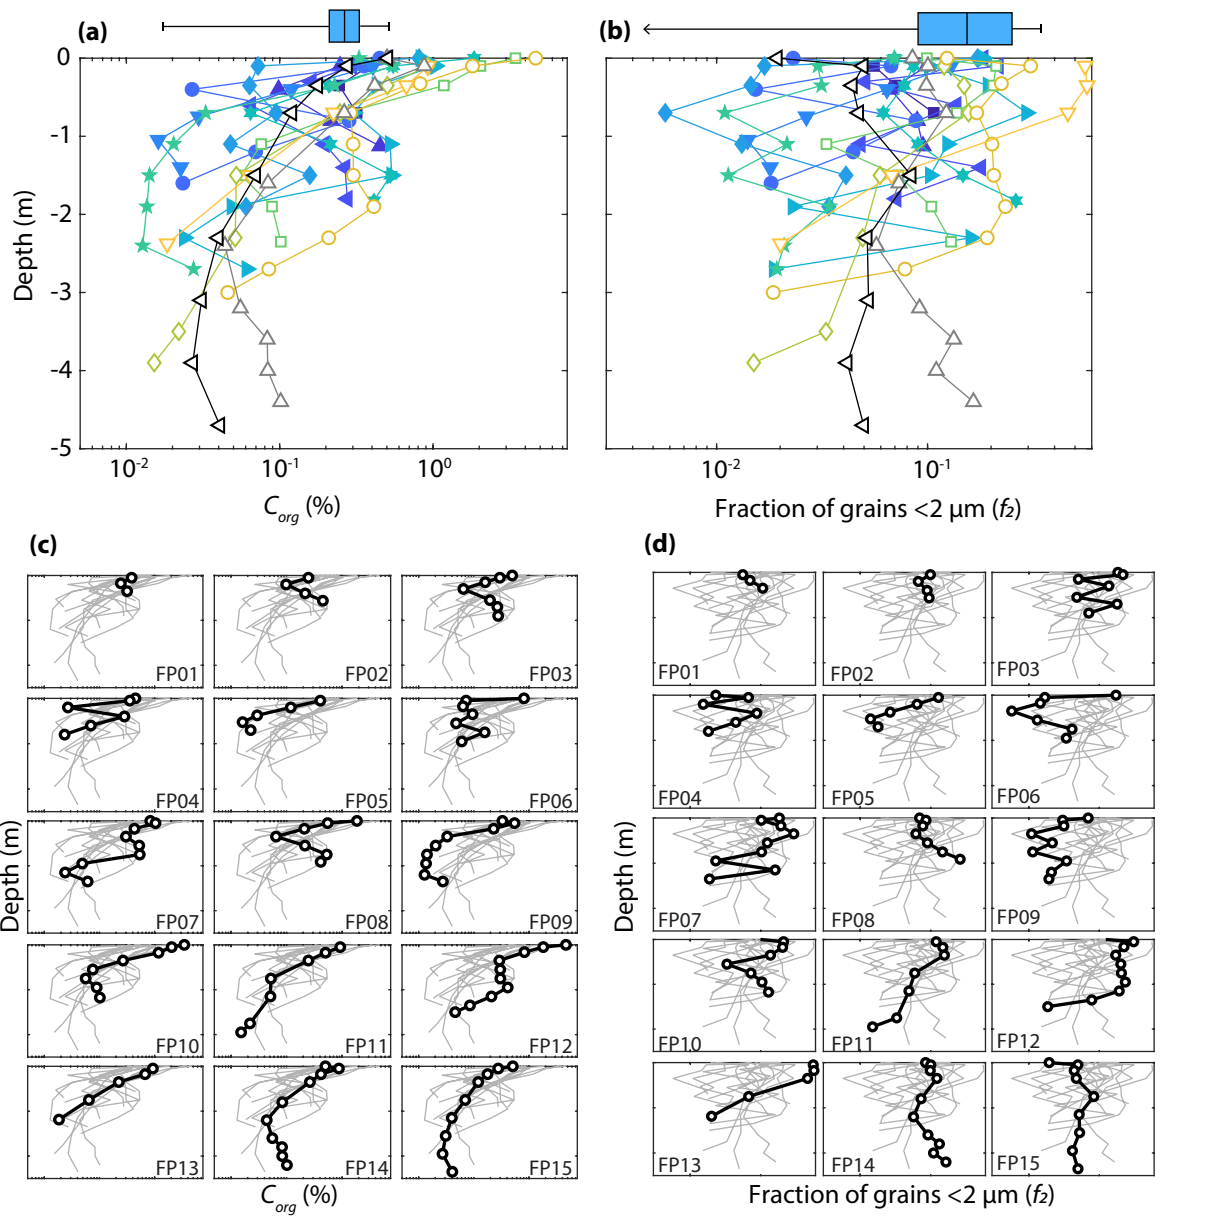 (a)
(b)
0
-1
-2
-3
-4
-5
Depth (m)
10-2
10-1
100
10-2
10-1
Corg (%)
Fraction of grains <2 µm (f2)
(c)
(d)
FP01
FP02
FP03
FP04
FP05
FP06
FP07
FP08
FP09
FP10
FP11
FP12
FP13
FP14
FP15
Depth (m)
Corg (%)
FP01
FP02
FP03
FP04
FP05
FP06
FP07
FP08
FP09
FP10
FP11
FP12
FP13
FP14
FP15
Depth (m)
Fraction of grains <2 µm (f2)